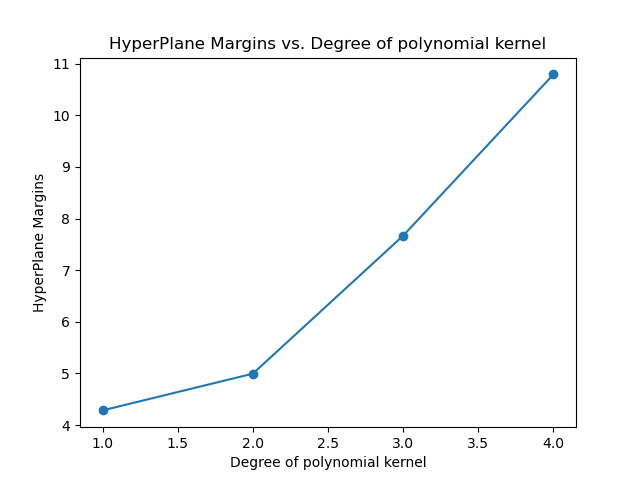 HyperPlane Margins vs. Degree of polynomial kernel
11
10
9
8
7
6
5
4
HyperPlane Margins
1.0 1.5 2.0 2.5 3.0 3.5 4.0
Degree of polynomial kernel